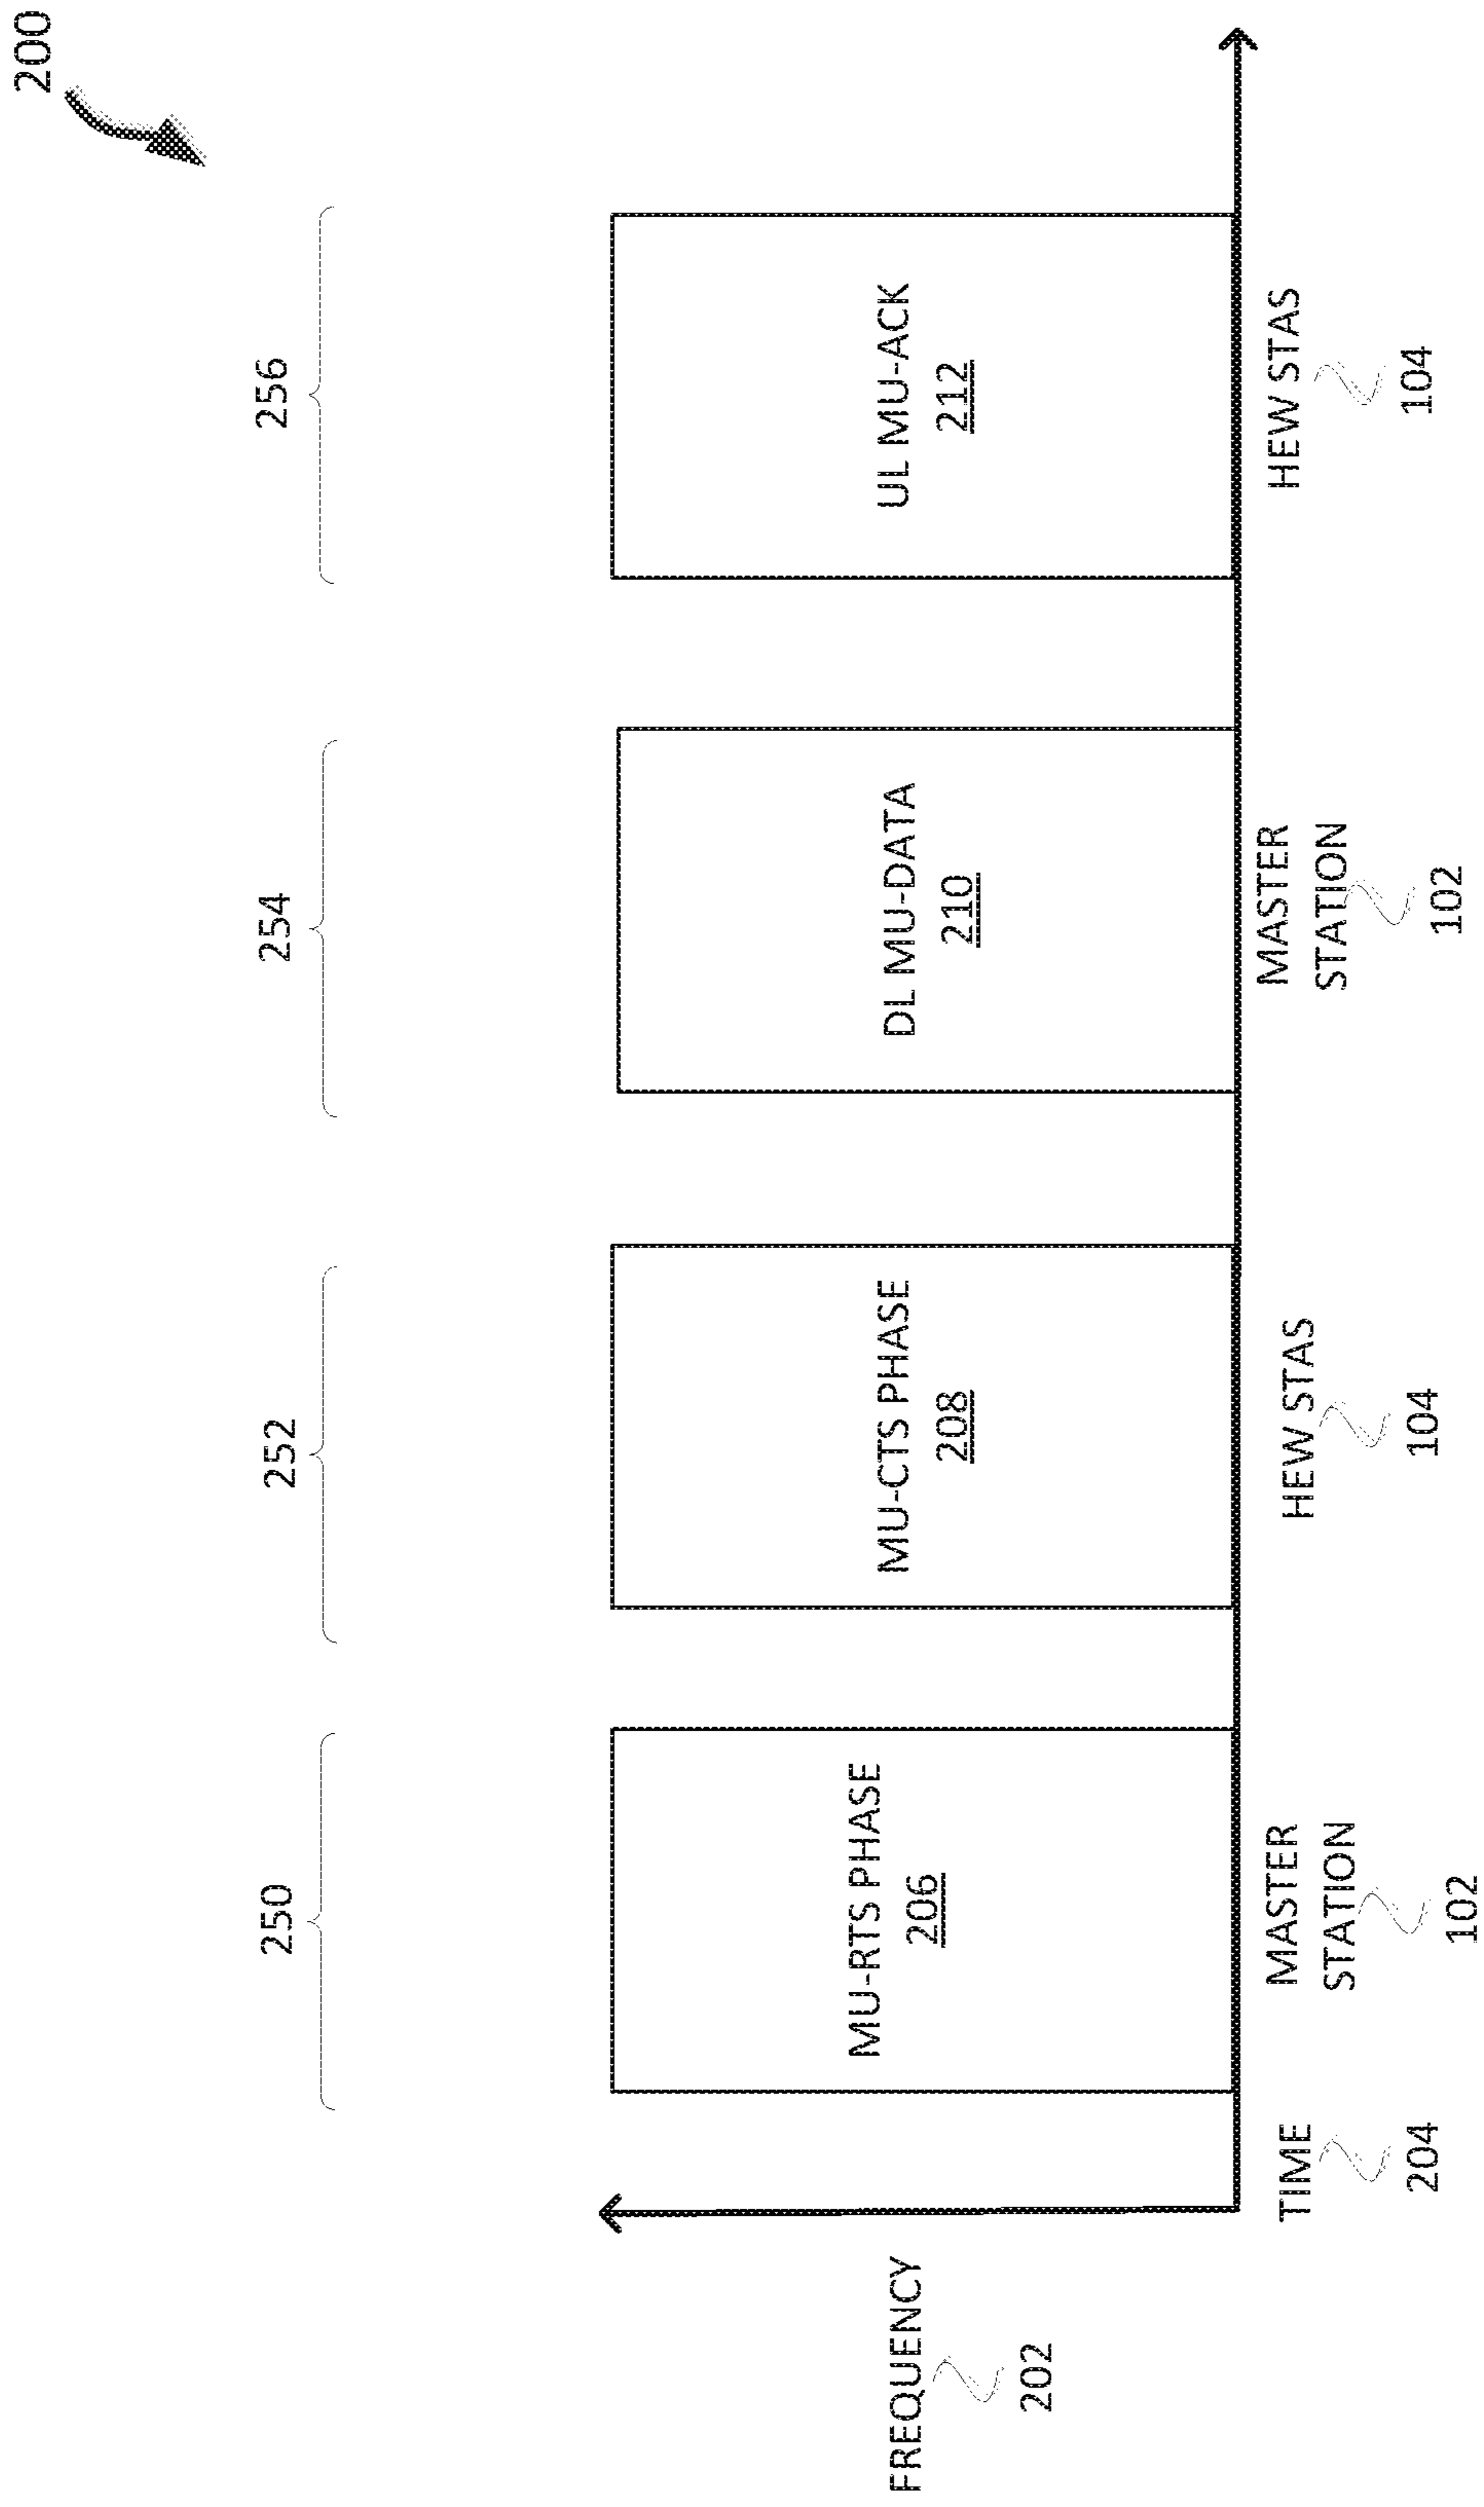 200
250
252
254
256
MU-RTS PHASE
206
MU-CTS PHASE
208
DL MU-DATA
210
UL MU-ACK
212
FREQUENCY
202
TIME
204
MASTER
STATION
102
HEW STAS
104
MASTER
STATION
102
HEW STAS
104